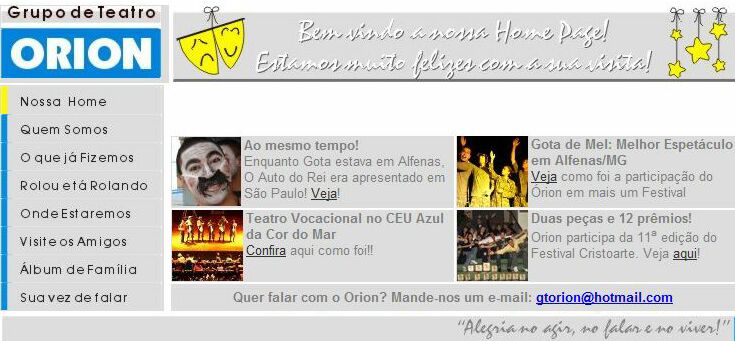 Grupo de Teatro
ORION
Bem vindo a nossa Home Page!
Estamos muito felizes com a sua visita!
Nossa Home
Quem Somos
O que já Fizemos
Rolou e tá Rolando
Onde Estaremos
Visite os Amigos
Álbum de Família
Sua vez de falar
Ao mesmo tempo!
Enquanto Gota estava em Alfenas,
O Auto do Rei era apresentado em
São Paulo! Veja!
Gota de Mel: Melhor Espetáculo
em Alfenas/MG
Veja como foi a participação do
Órion em mais um Festival
Teatro Vocacional no CEU Azul
da Cor do Mar
Confira aqui como foi!!
Duas peças e 12 prêmios!
Orion participa da 11ª edição do
Festival Cristoarte. Veja aqui!
Quer falar com o Orion? Mande-nos um e-mail: gtorion@hotmail.com
"Alegria no agir, no falar e no viver!"